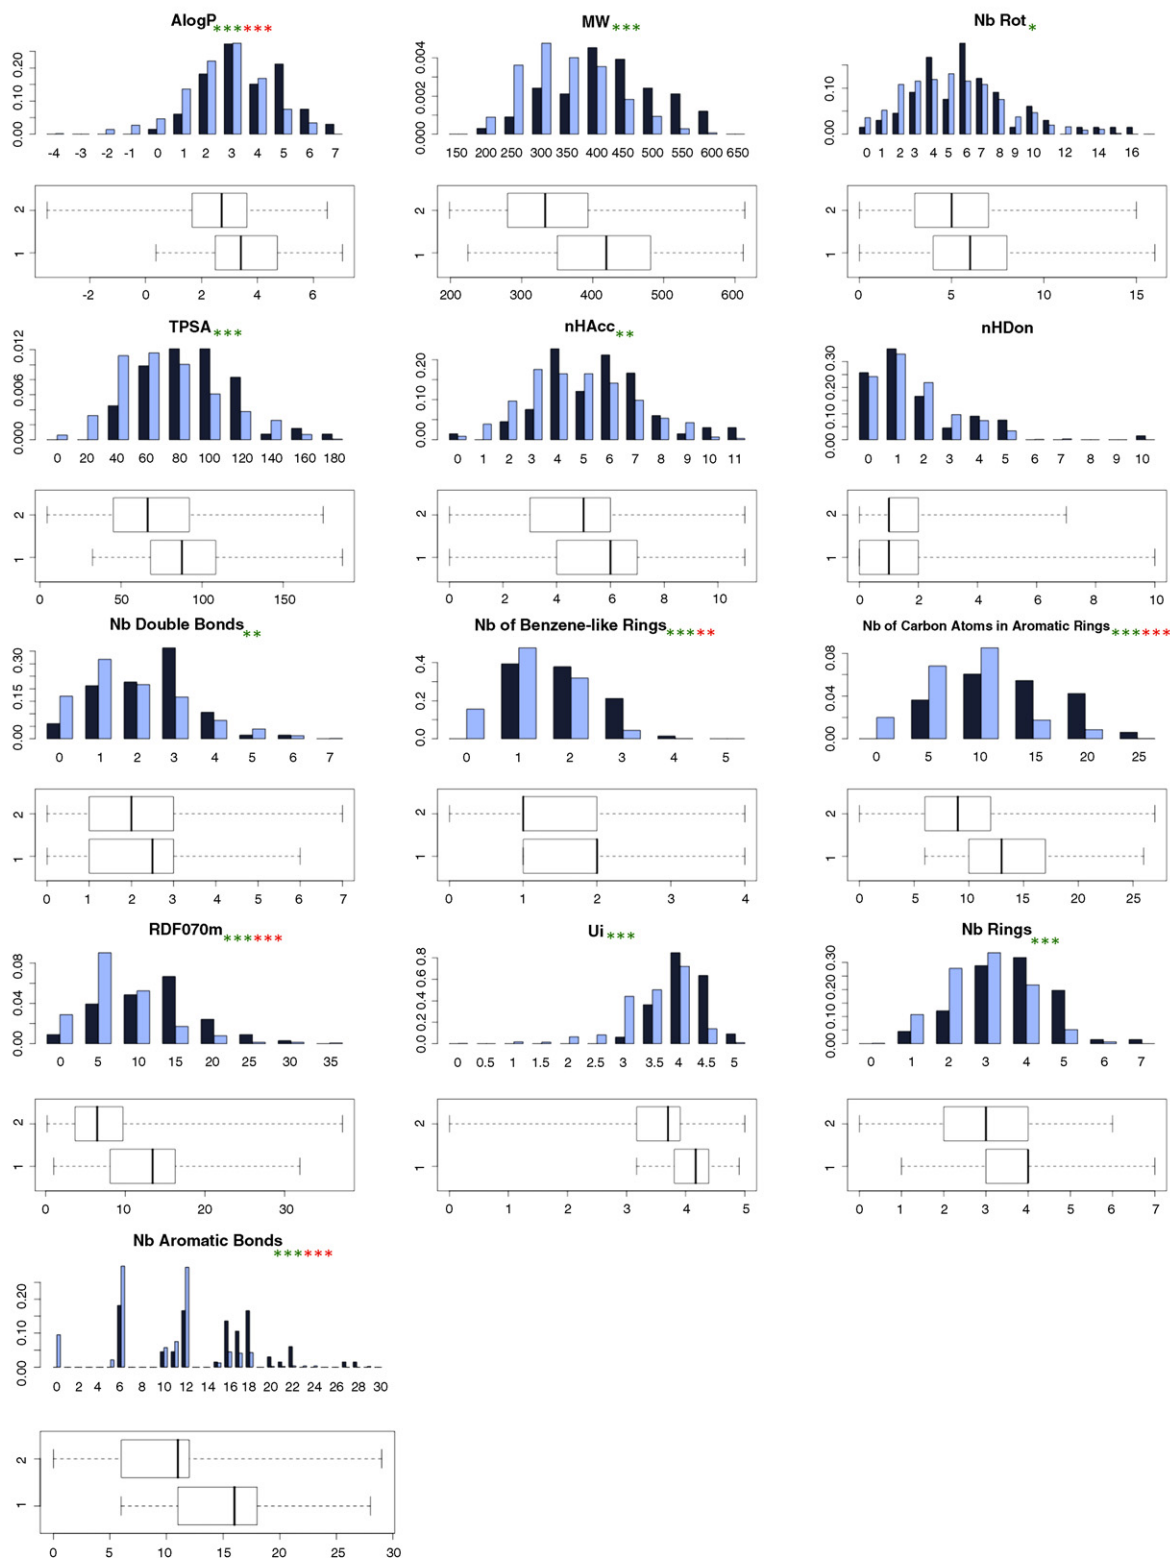 AlogP ******
MW ***
Nb Rot *
0.00 0.10 0.20
0.000 0.002 0.004
0.00 0.10
-4 -3 -2 -1 0 1 2 3 4 5 6 7
150 200 250 300 350 400 450 500 550 600 650
0 1 2 3 4 5 6 7 8 9 10 12 14 16
2 1
2 1
2 1
-2 0 2 4 6
200 300 400 500 600
0 5 10 15
TPSA ***
nHAcc **
nHDon
0.000 0.006 0.012
0.00 0.10 0.20
0.00 0.10 0.20 0.30
0 20 40 60 80 100 120 140 160 180
0 1 2 3 4 5 6 7 8 9 10 11
0 1 2 3 4 5 6 7 8 9 10
2 1
2 1
2 1
0 50 100 150
0 2 4 6 8 10
0 2 4 6 8 10
Nb Double Bonds **
Nb of Benzene-like Rings *****
Nb of Carbon Atoms in Aromatic Rings ******
0.00 0.15 0.30
0.0 0.2 0.4
0.00 0.04 0.08
0 1 2 3 4 5 6 7
0 1 2 3 4 5
0 5 10 15 20 25
2 1
2 1
2 1
0 1 2 3 4 5 6 7
0 1 2 3 4
0 5 10 15 20 25
RDF070m ******
Ui ***
Nb Rings ***
0.00 0.04 0.08
0.0 0.2 0.4 0.6 0.8
0.00 0.10 0.20 0.30
0 5 10 15 20 25 30 35
0 0.5 1 1.5 2 2.5 3 3.5 4 4.5 5
0 1 2 3 4 5 6 7
2 1
2 1
2 1
0 10 20 30
0 1 2 3 4 5
0 1 2 3 4 5 6 7
Nb Aromatic Bonds ******
0.00 0.10 0.20
0 2 4 6 8 10 12 14 16 18 20 22 24 26 28 30
2 1
0 5 10 15 20 25 30